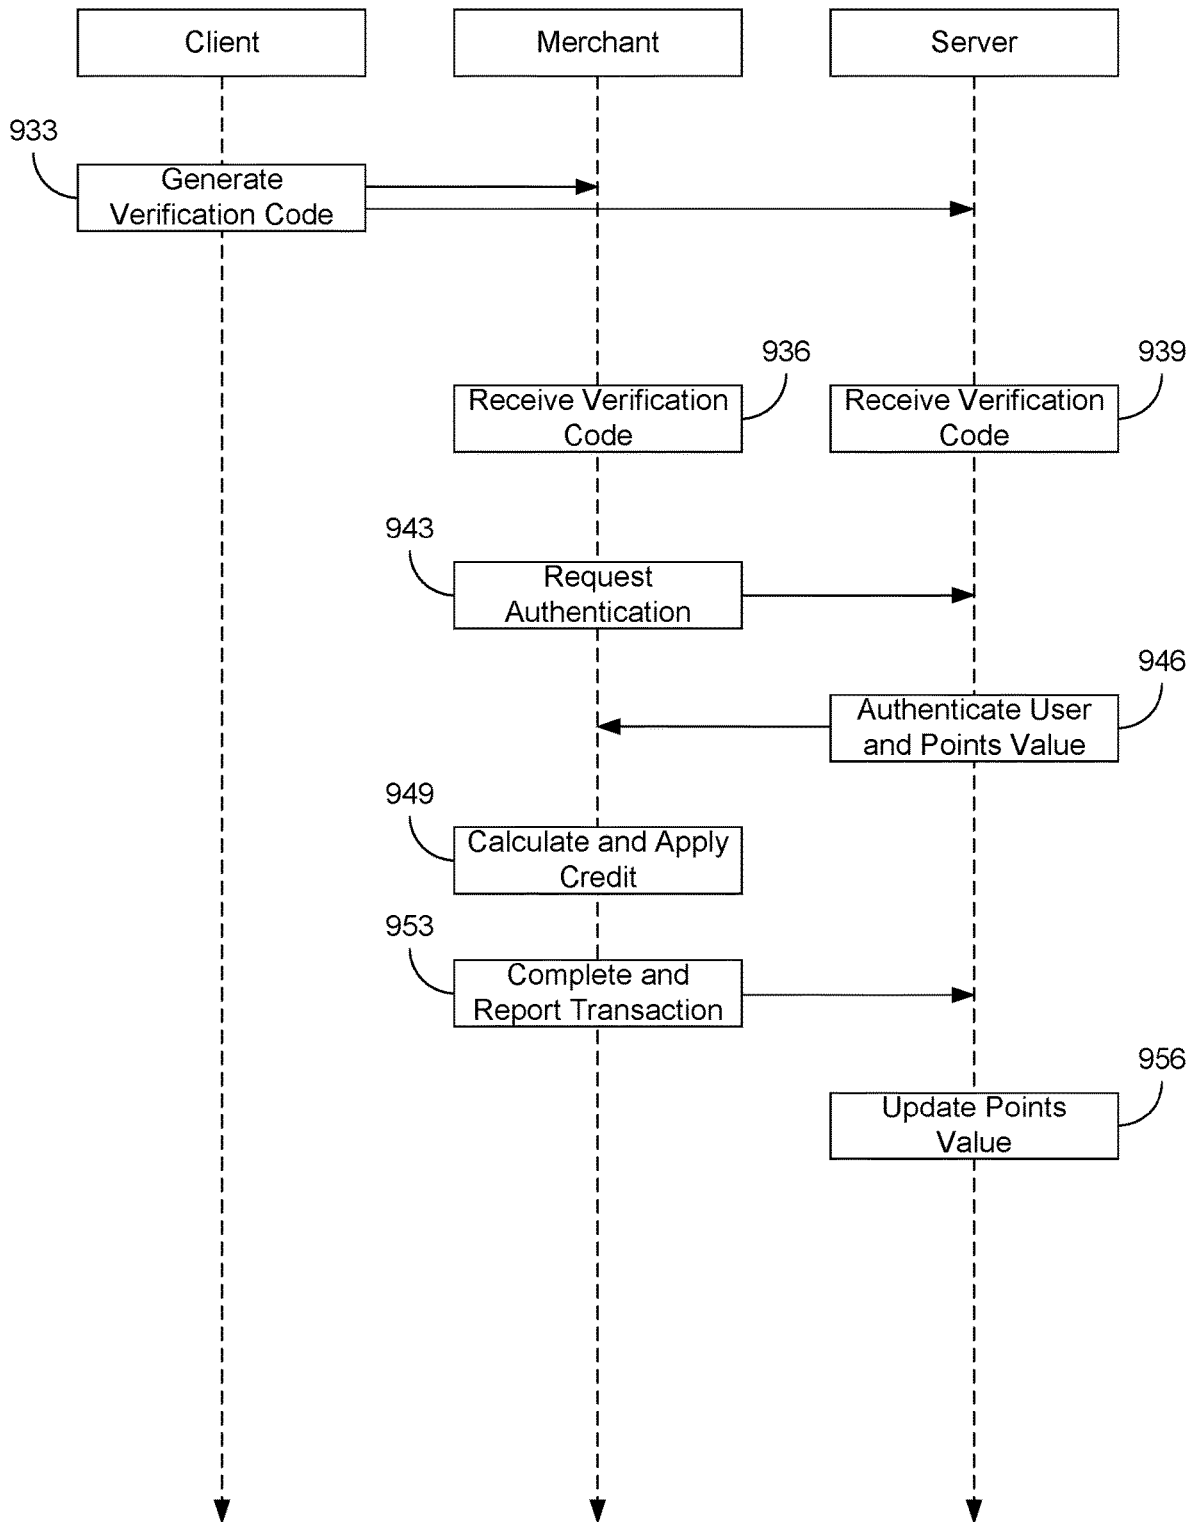 Client
Merchant
Server
933
Generate
Verification Code
936
939
Receive Verification
Code
Receive Verification
Code
943
Request
Authentication
946
Authenticate User
and Points Value
949
Calculate and Apply
Credit
953
Complete and
Report Transaction
956
Update Points
Value